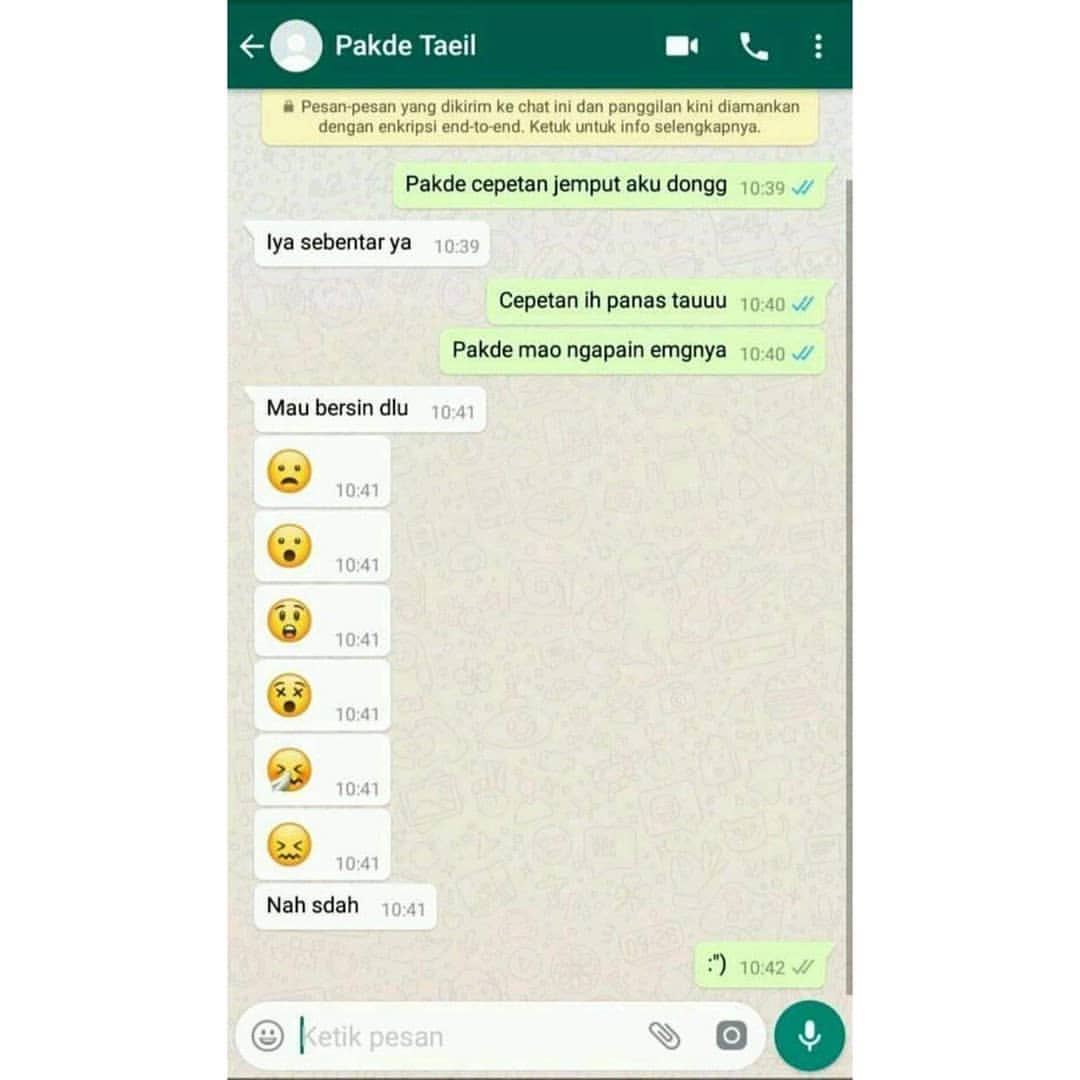 Pakde Taeil
Pesan-pesan yang dikirim ke chat ini dan panggilan kini diamankan
dengan enkripsi end-to-end. Ketuk untuk info selengkapnya.
Pakde cepetan jemput aku dongg 10:39
Iya sebentar ya 10:39
Cepetan ih panas tauuu 10:40
Pakde mao ngapain emgnya 10:40
Mau bersin dlu 10:41
😦 10:41
😮 10:41
😲 10:41
😵 10:41
🤧 10:41
😖 10:41
Nah sdah 10:41
:") 10:42
Ketik pesan